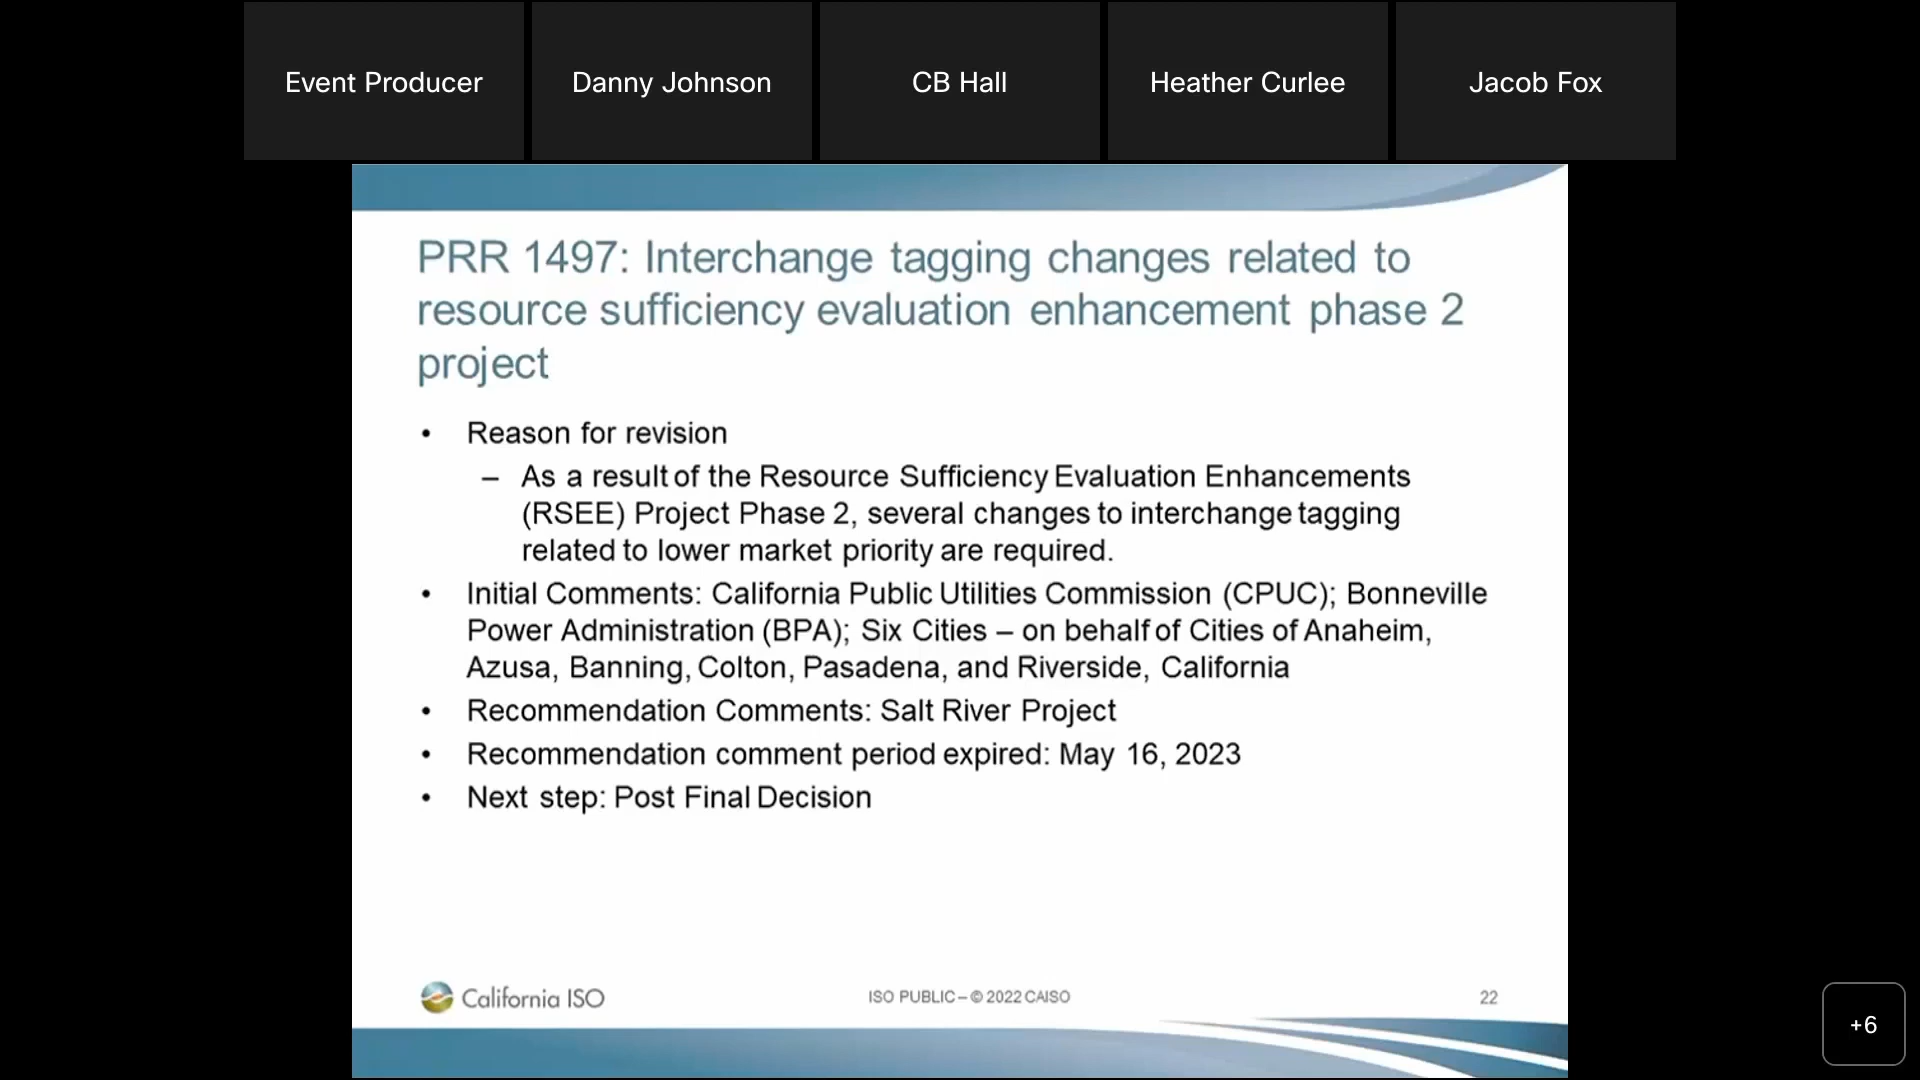 Event Producer
Danny Johnson
CB Hall
Heather Curlee
Jacob Fox
PRR 1497: Interchange tagging changes related to
resource sufficiency evaluation enhancement phase 2
project
• Reason for revision
– As a result of the Resource Sufficiency Evaluation Enhancements
(RSEE) Project Phase 2, several changes to interchange tagging
related to lower market priority are required.
• Initial Comments: California Public Utilities Commission (CPUC); Bonneville
Power Administration (BPA); Six Cities – on behalf of Cities of Anaheim,
Azusa, Banning, Colton, Pasadena, and Riverside, California
• Recommendation Comments: Salt River Project
• Recommendation comment period expired: May 16, 2023
• Next step: Post Final Decision
California ISO
ISO PUBLIC – © 2022 CAISO
22
+6